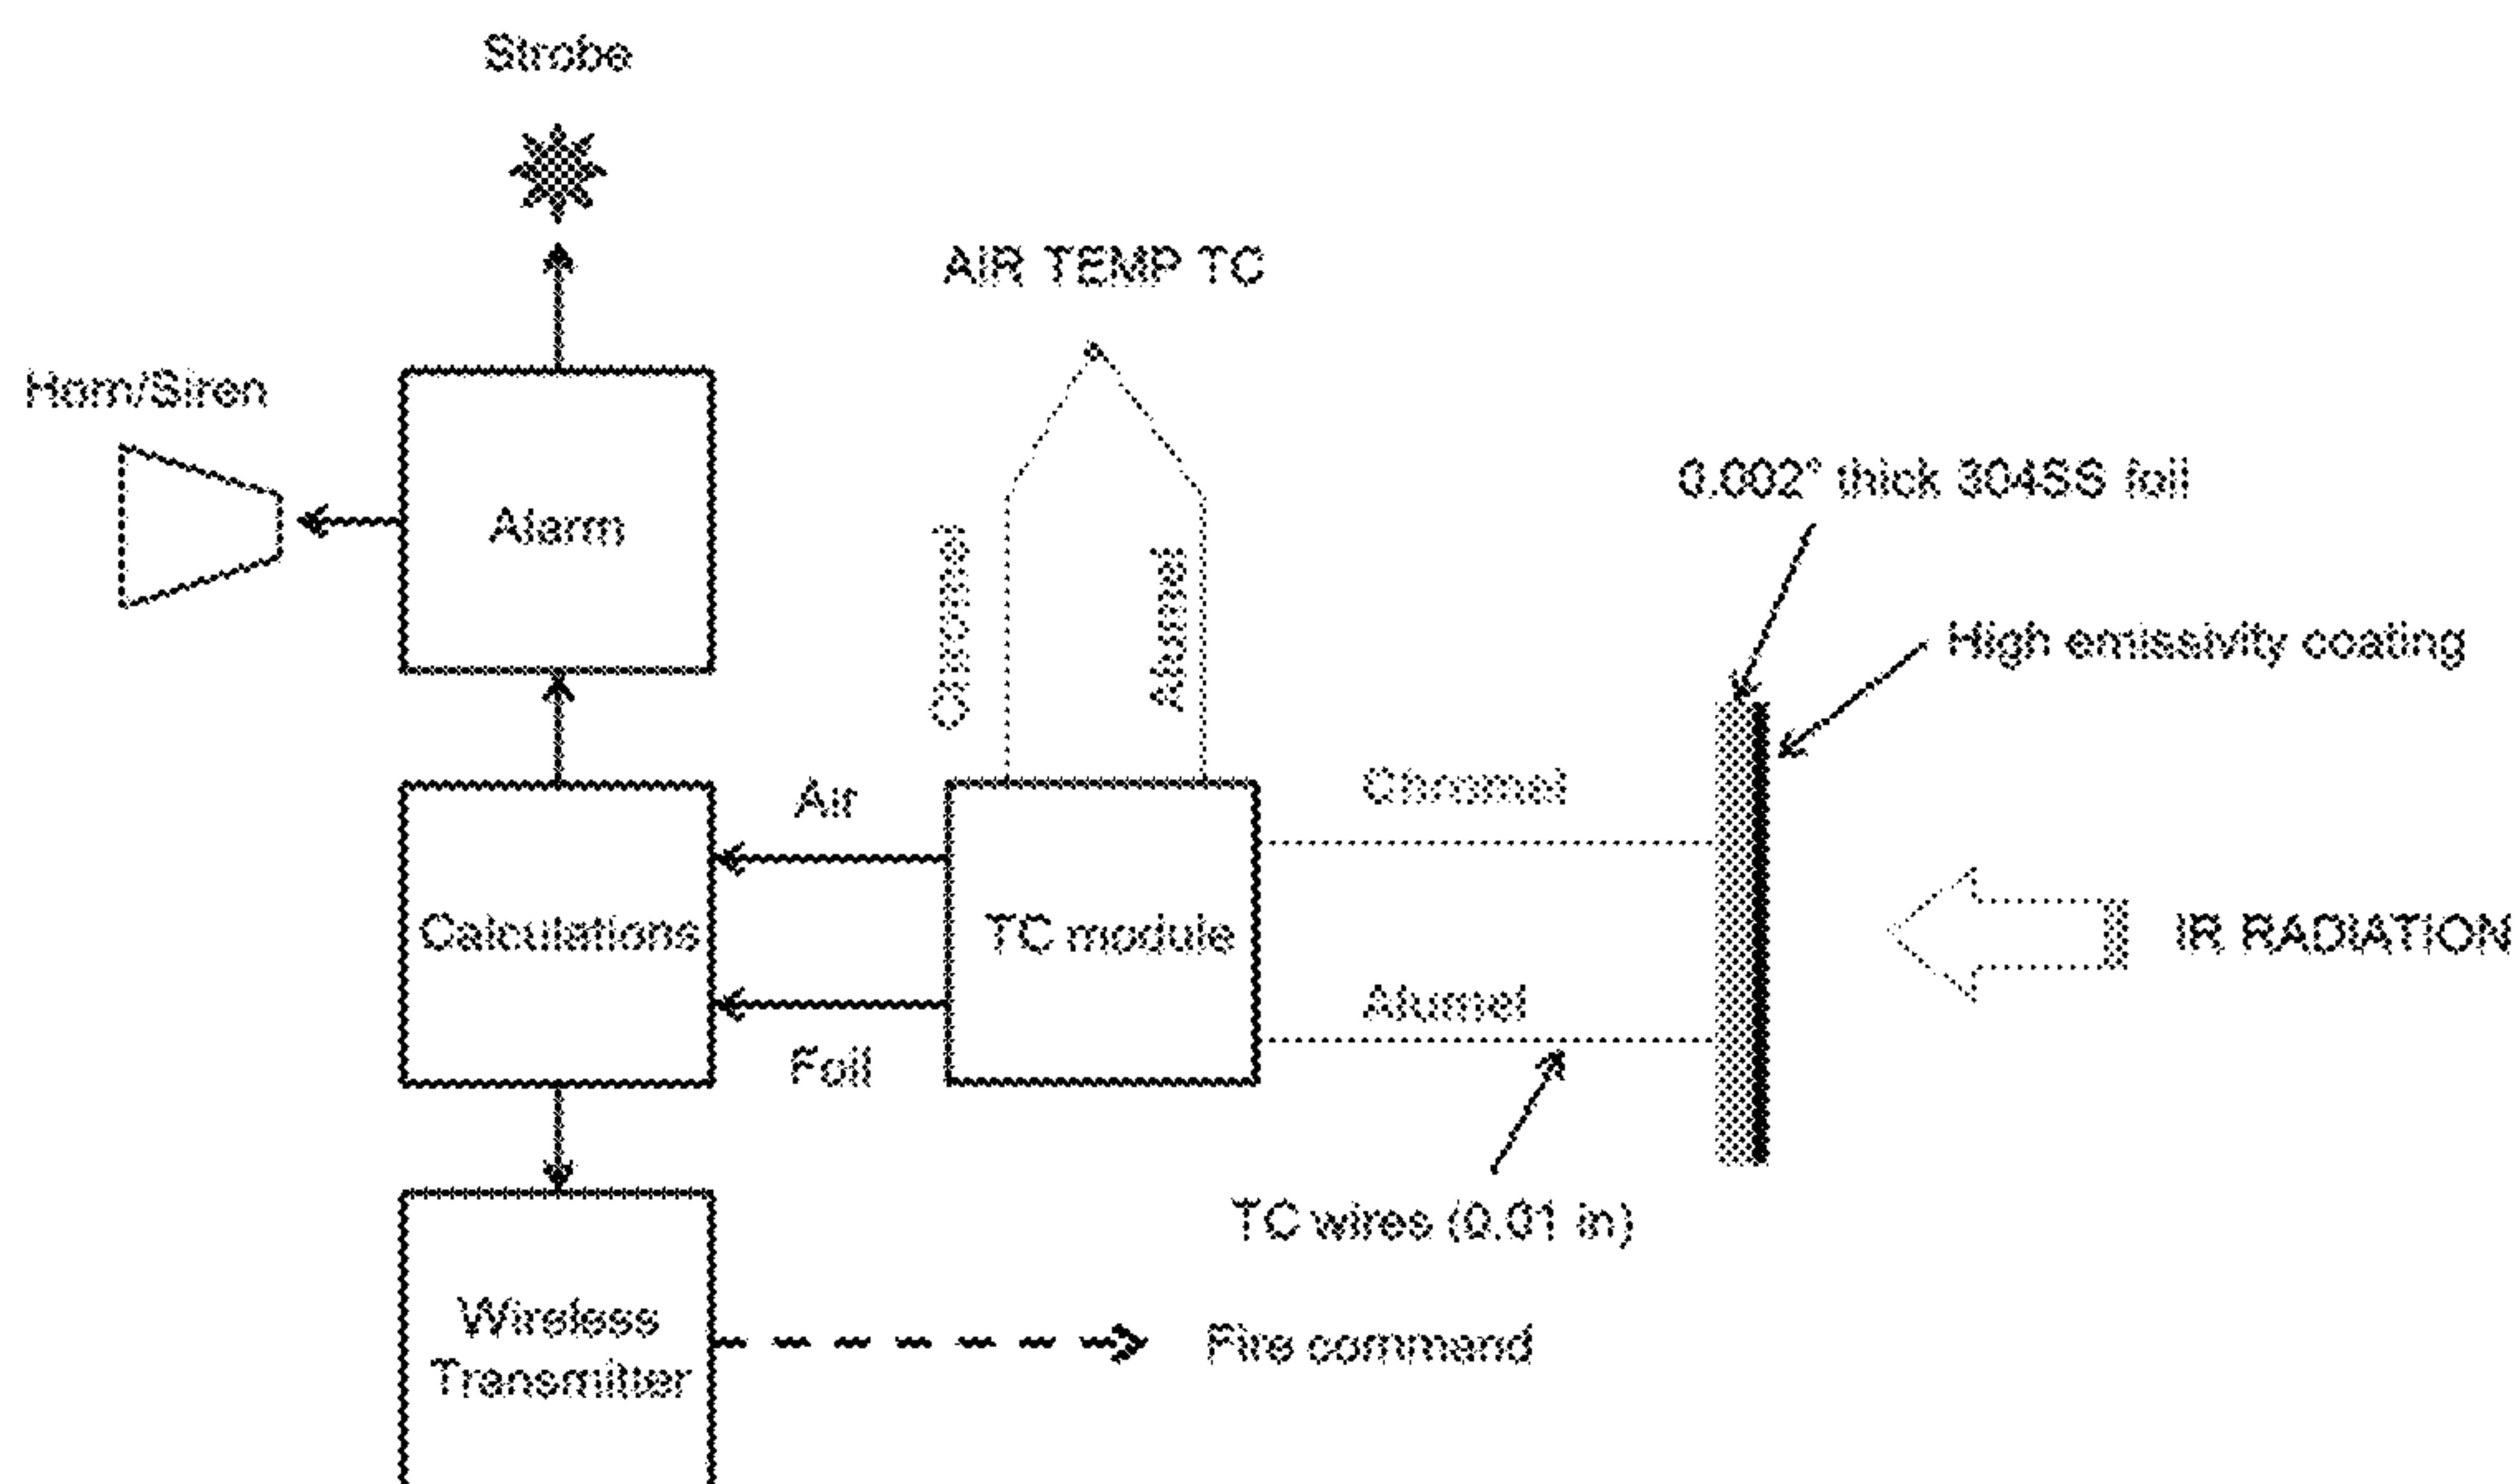 Strobe
AIR TEMP TC
Horn/Siren
Alarm
0.002" thick 304SS foil
High emissivity coating
Chromel
Alumel
Air
Chromel
Calculations
TC module
IR RADIATION
Alumel
Foil
TC wires (0.01 in)
Wireless
Transmitter
Fire command